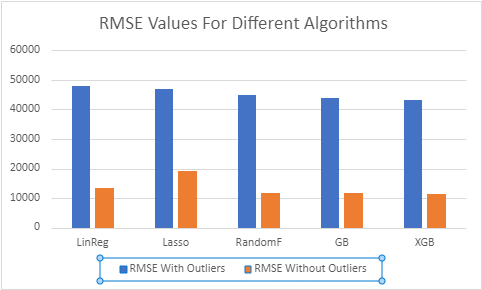 RMSE Values For Different Algorithms
60000
50000
40000
30000
20000
10000
0
LinReg Lasso RandomF GB XGB
RMSE With Outliers RMSE Without Outliers